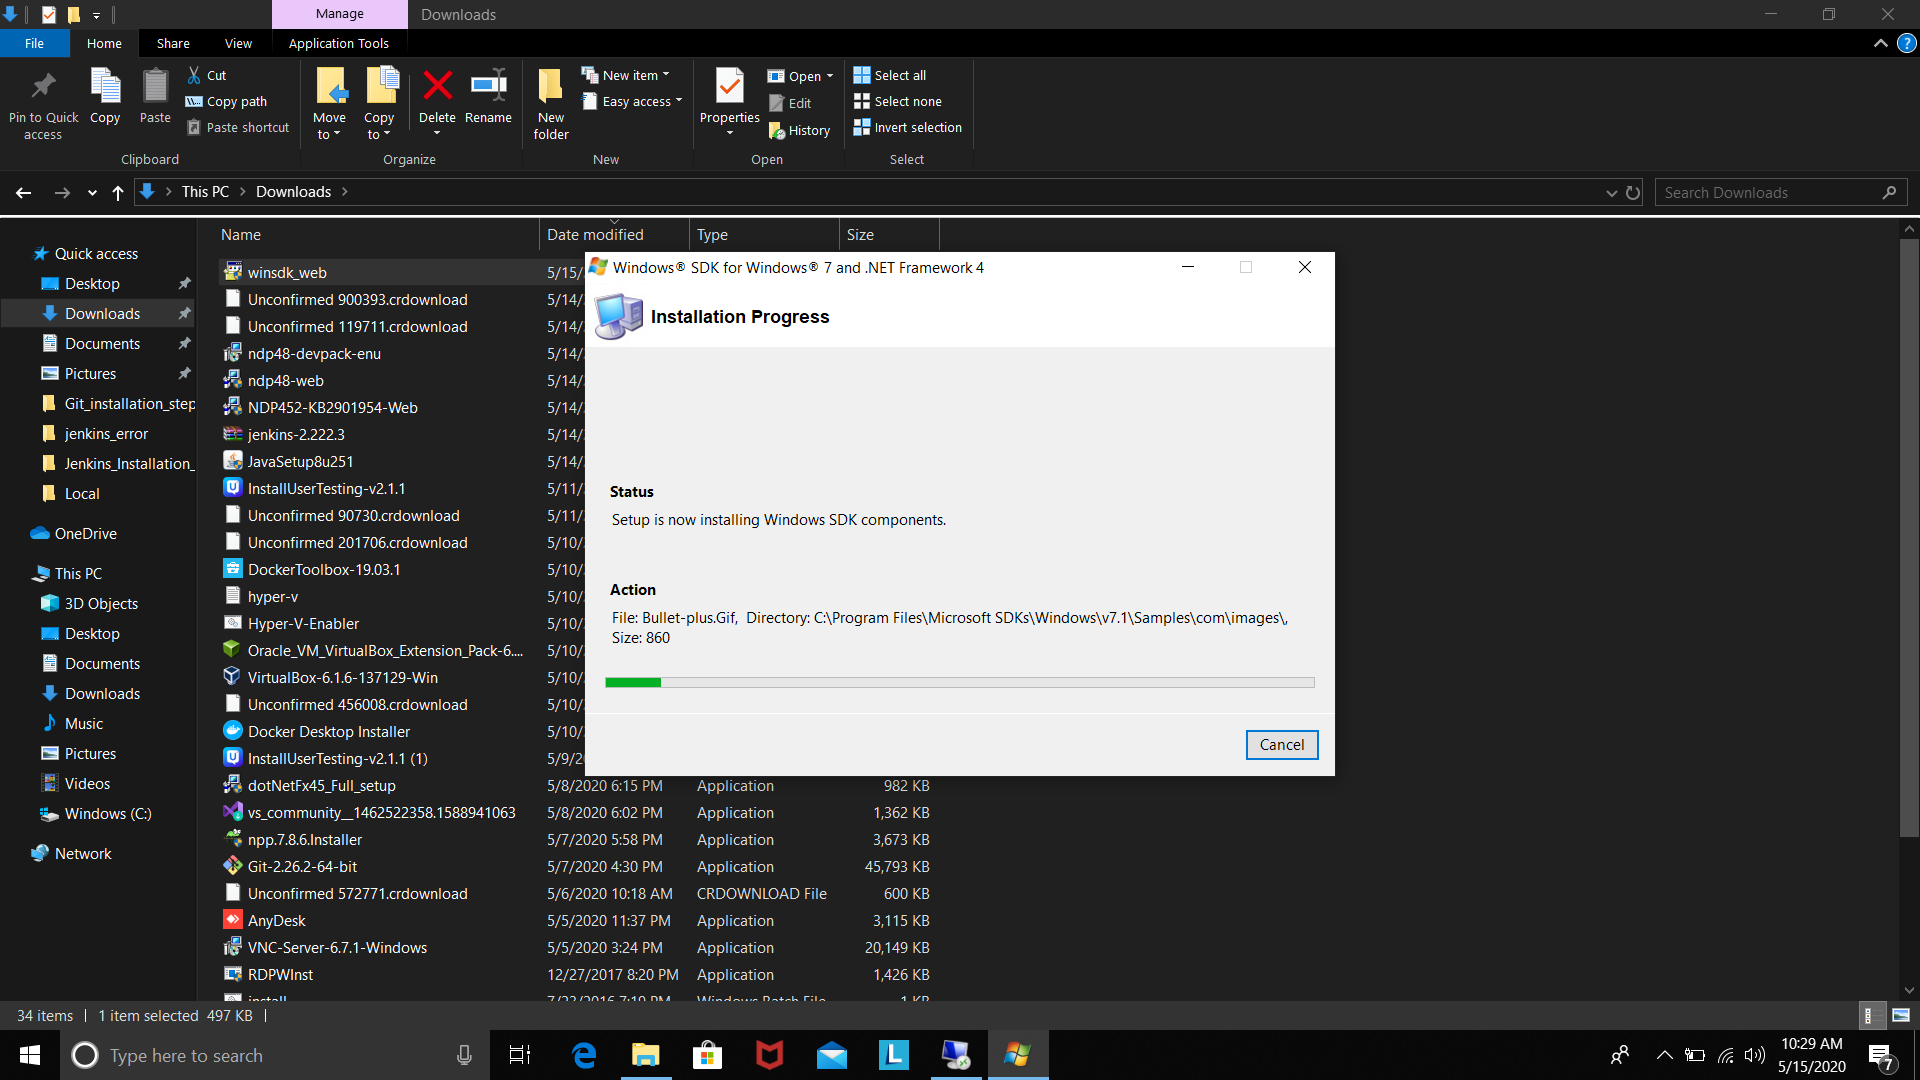 Manage
Downloads
File
Home
Share
View
Application Tools
Pin to Quick access
Copy
Paste
Cut
Copy path
Paste shortcut
Clipboard
Move to
Copy to
Delete
Rename
Organize
New folder
New item
Easy access
New
Properties
Open
Edit
History
Open
Select all
Select none
Invert selection
Select
This PC
Downloads
Search Downloads
Name
Date modified
Type
Size
Quick access
Desktop
Downloads
Documents
Pictures
Git_installation_step
jenkins_error
Jenkins_Installation_
Local
OneDrive
This PC
3D Objects
Desktop
Documents
Downloads
Music
Pictures
Videos
Windows (C:)
Network
winsdk_web 5/15/
Unconfirmed 900393.crdownload 5/14/
Unconfirmed 119711.crdownload 5/14/
ndp48-devpack-enu 5/14/
ndp48-web 5/14/
NDP452-KB2901954-Web 5/14/
jenkins-2.222.3 5/14/
JavaSetup8u251 5/14/
InstallUserTesting-v2.1.1 5/11/
Unconfirmed 90730.crdownload 5/11/
Unconfirmed 201706.crdownload 5/10/
DockerToolbox-19.03.1 5/10/
hyper-v 5/10/
Hyper-V-Enabler 5/10/
Oracle_VM_VirtualBox_Extension_Pack-6.... 5/10/
VirtualBox-6.1.6-137129-Win 5/10/
Unconfirmed 456008.crdownload 5/10/
Docker Desktop Installer 5/10/
InstallUserTesting-v2.1.1 (1) 5/9/20
dotNetFx45_Full_setup 5/8/2020 6:15 PM Application 982 KB
vs_community__1462522358.1588941063 5/8/2020 6:02 PM Application 1,362 KB
npp.7.8.6.Installer 5/7/2020 5:58 PM Application 3,673 KB
Git-2.26.2-64-bit 5/7/2020 4:30 PM Application 45,793 KB
Unconfirmed 572771.crdownload 5/6/2020 10:18 AM CRDOWNLOAD File 600 KB
AnyDesk 5/5/2020 11:37 PM Application 3,115 KB
VNC-Server-6.7.1-Windows 5/5/2020 3:24 PM Application 20,149 KB
RDPWInst 12/27/2017 8:20 PM Application 1,426 KB
install 7/23/2016 7:19 PM Windows Batch File 1 KB
Windows® SDK for Windows® 7 and .NET Framework 4
Installation Progress
Status
Setup is now installing Windows SDK components.
Action
File: Bullet-plus.Gif, Directory: C:\Program Files\Microsoft SDKs\Windows\v7.1\Samples\com\images\,
Size: 860
Cancel
34 items
1 item selected 497 KB
Type here to search
10:29 AM
5/15/2020
7